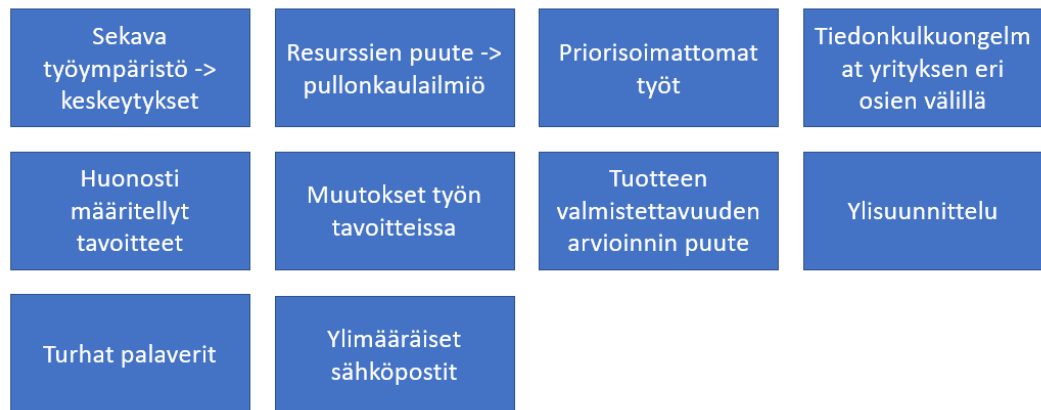 Sekava
työympäristö ->
keskeytykset
Resurssien puute ->
pullonkaulailmiö
Priorisoimattomat
työt
Tiedonkulkuongelm
at yrityksen eri
osien välillä
Huonosti
määritellyt
tavoitteet
Muutokset työn
tavoitteissa
Tuotteen
valmistettavuuden
arvioinnin puute
Ylisuunnittelu
Turhat palaverit
Ylimääräiset
sähköpostit